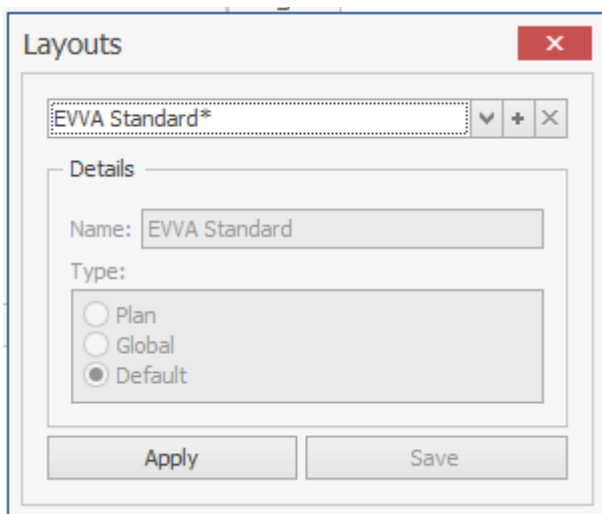 Layouts
EVVA Standard*
Details
Name: EVVA Standard
Type:
Plan
Global
Default
Apply Save